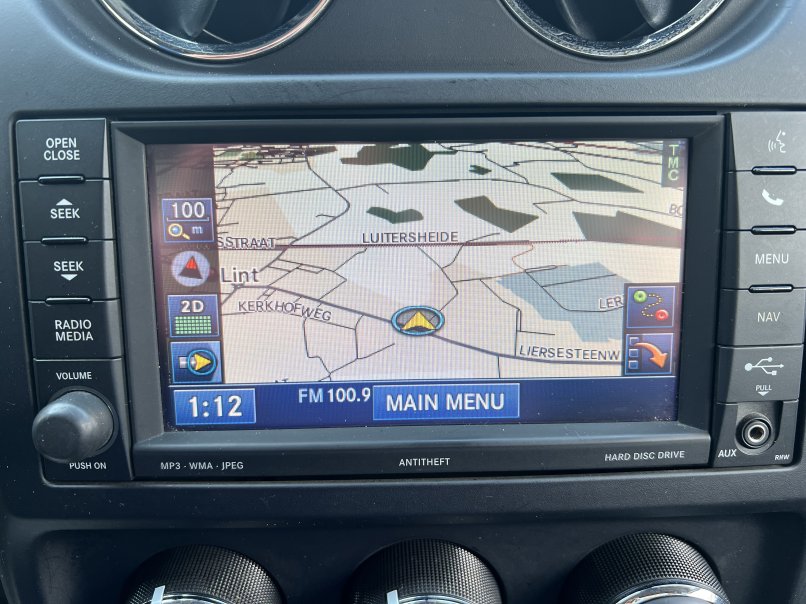 OPEN
CLOSE
SEEK
SEEK
RADIO
MEDIA
VOLUME
PUSH ON
100
m
2D
TMC
SSTRAAT
LUITERSHEIDE
Lint
KERKHOFWEG
LER
LIERSESTEENW
1:12
FM 100.9
MAIN MENU
MP3 - WMA - JPEG
ANTITHEFT
HARD DISC DRIVE
MENU
NAV
PULL
AUX
RHW